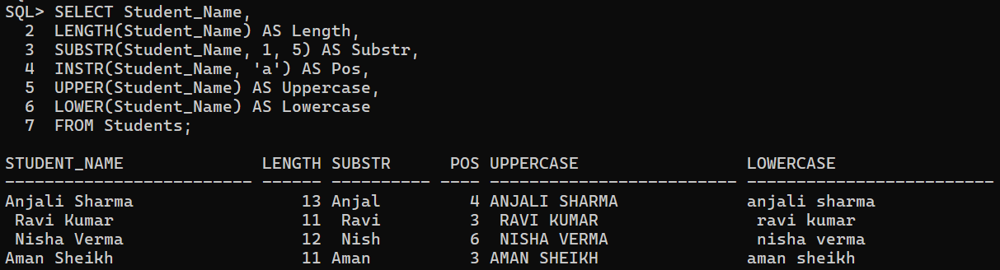 SQL> SELECT Student_Name,
  2  LENGTH(Student_Name) AS Length,
  3  SUBSTR(Student_Name, 1, 5) AS Substr,
  4  INSTR(Student_Name, 'a') AS Pos,
  5  UPPER(Student_Name) AS Uppercase,
  6  LOWER(Student_Name) AS Lowercase
  7  FROM Students;

STUDENT_NAME              LENGTH SUBSTR      POS UPPERCASE                 LOWERCASE
------------------------- ------ ---------- ---- ------------------------- -------------------------
Anjali Sharma                 13 Anjal         4 ANJALI SHARMA             anjali sharma
 Ravi Kumar                   11  Ravi         3  RAVI KUMAR                ravi kumar
 Nisha Verma                  12  Nish         6  NISHA VERMA               nisha verma
Aman Sheikh                   11 Aman          3 AMAN SHEIKH               aman sheikh